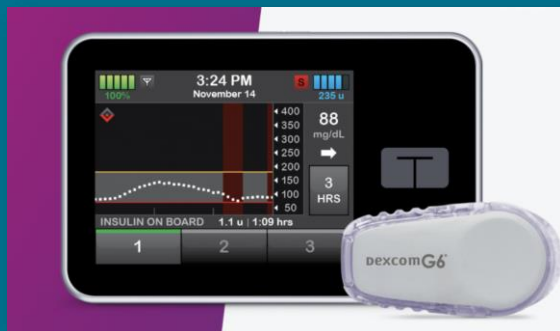 3:24 PM
100%
November 14
S
235 u
400
350
300
250
200
150
100
50
88
mg/dL
3
HRS
INSULIN ON BOARD 1.1 u | 1:09 hrs
1
2
3
T
Dexcom G6